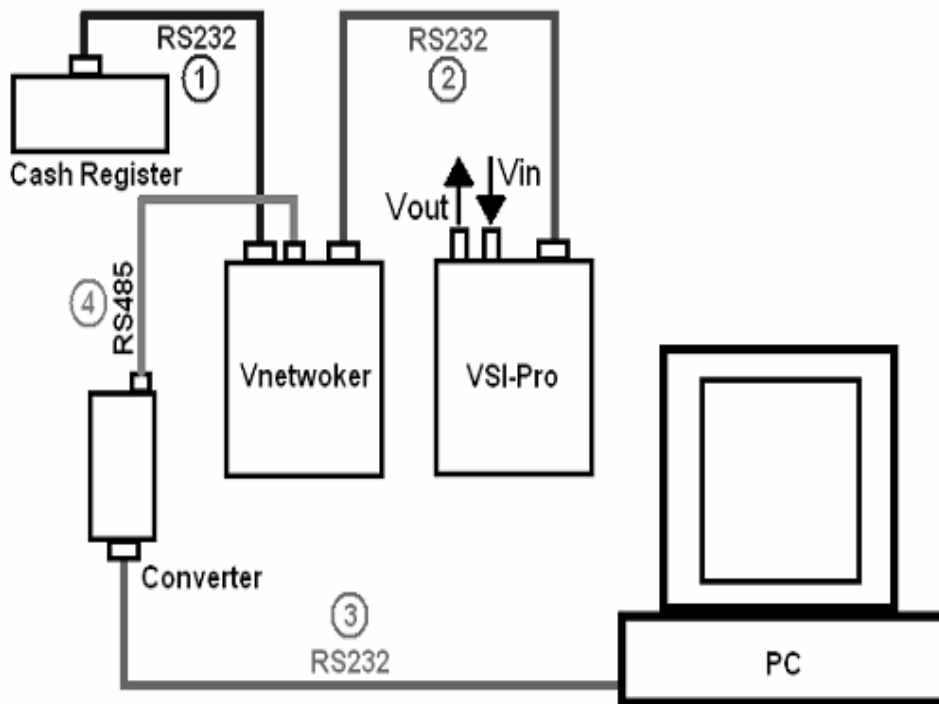 RS232
1
RS232
2
Cash Register
Vin
Vout
4
RS485
Vnetwoker
VSI-Pro
Converter
3
RS232
PC